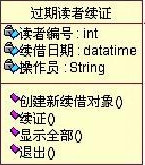 过期读者续证
读者编号 : int
续借日期 : datatime
操作员 : String
创建新续借对象()
续证()
显示全部()
退出()